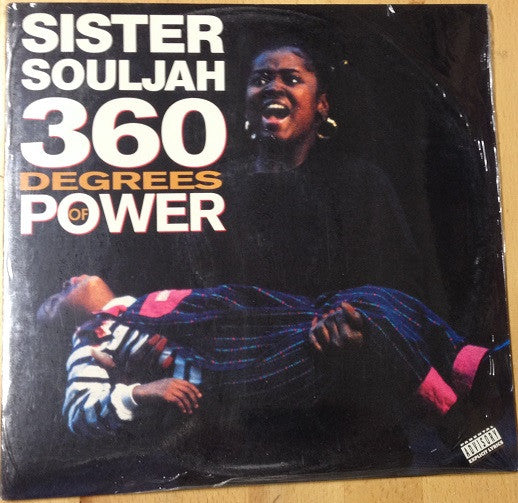 SISTER
SOULJAH
360
DEGREES
OF
POWER
PARENTAL
ADVISORY
EXPLICIT LYRICS